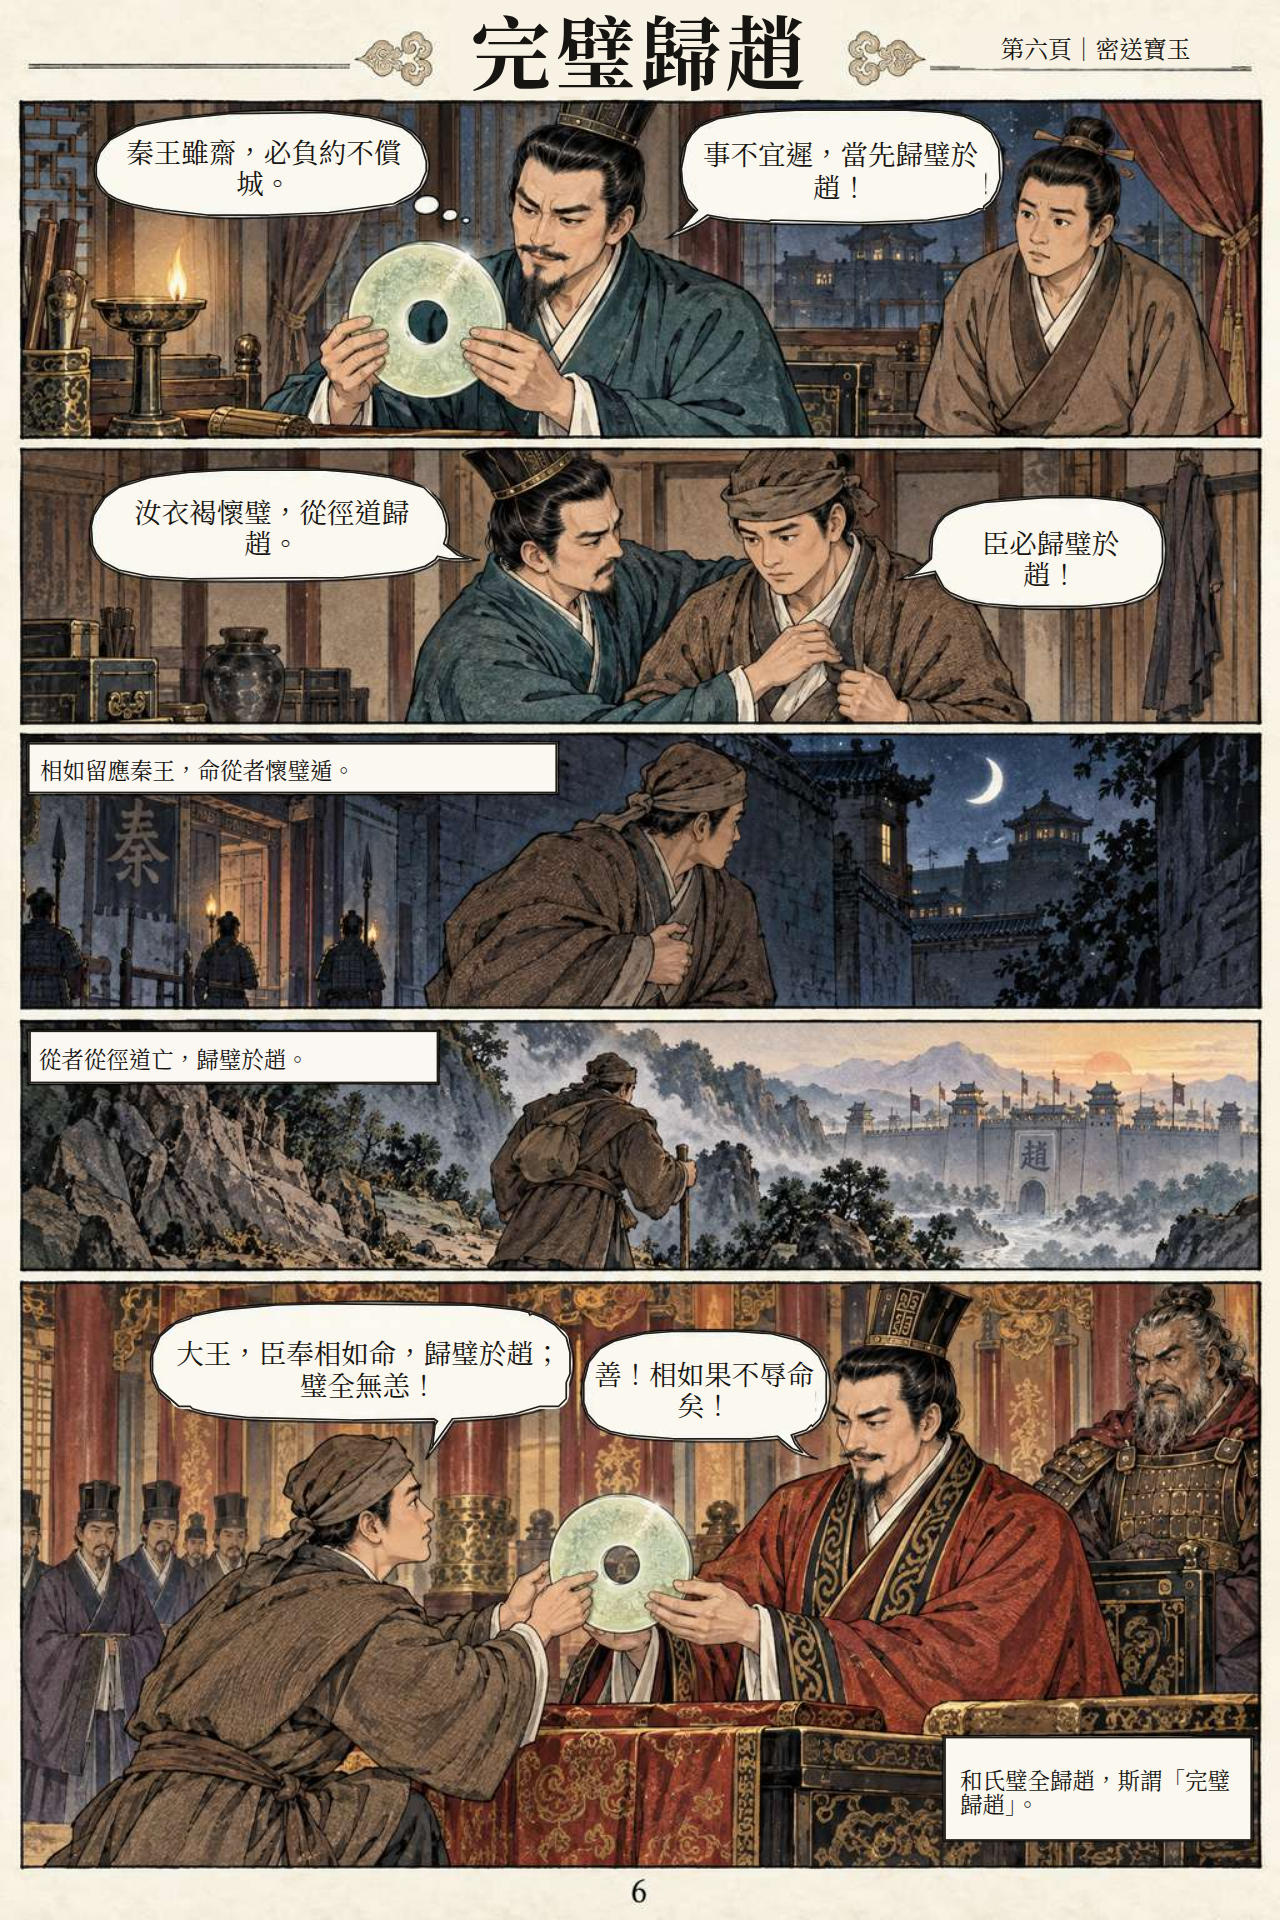 完璧歸趙
第六頁｜密送寶玉
秦王雖齋，必負約不償
城。
事不宜遲，當先歸璧於
趙！
汝衣褐懷璧，從徑道歸
趙。
臣必歸璧於
趙！
相如留應秦王，命從者懷璧遁。
秦
從者從徑道亡，歸璧於趙。
趙
大王，臣奉相如命，歸璧於趙；
璧全無恙！
善！相如果不辱命
矣！
和氏璧全歸趙，斯謂「完璧
歸趙」。
6